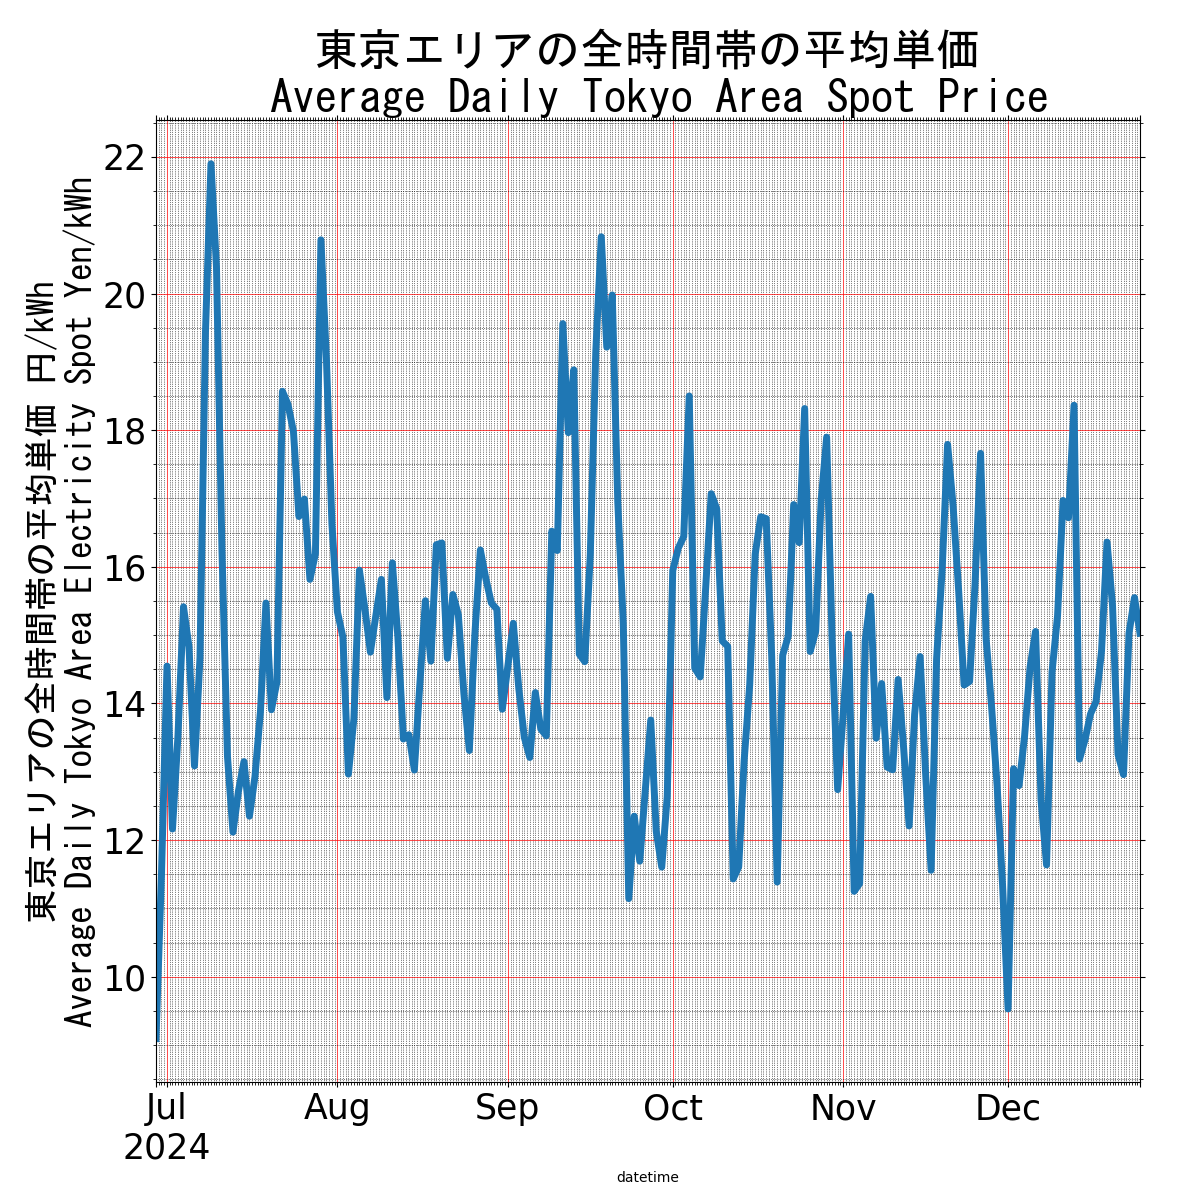 東京エリアの全時間帯の平均単価
Average Daily Tokyo Area Spot Price
東京エリアの全時間帯の平均単価 円/kWh
Average Daily Tokyo Area Electricity Spot Yen/kWh
22
20
18
16
14
12
10
Jul Aug Sep Oct Nov Dec
2024
datetime